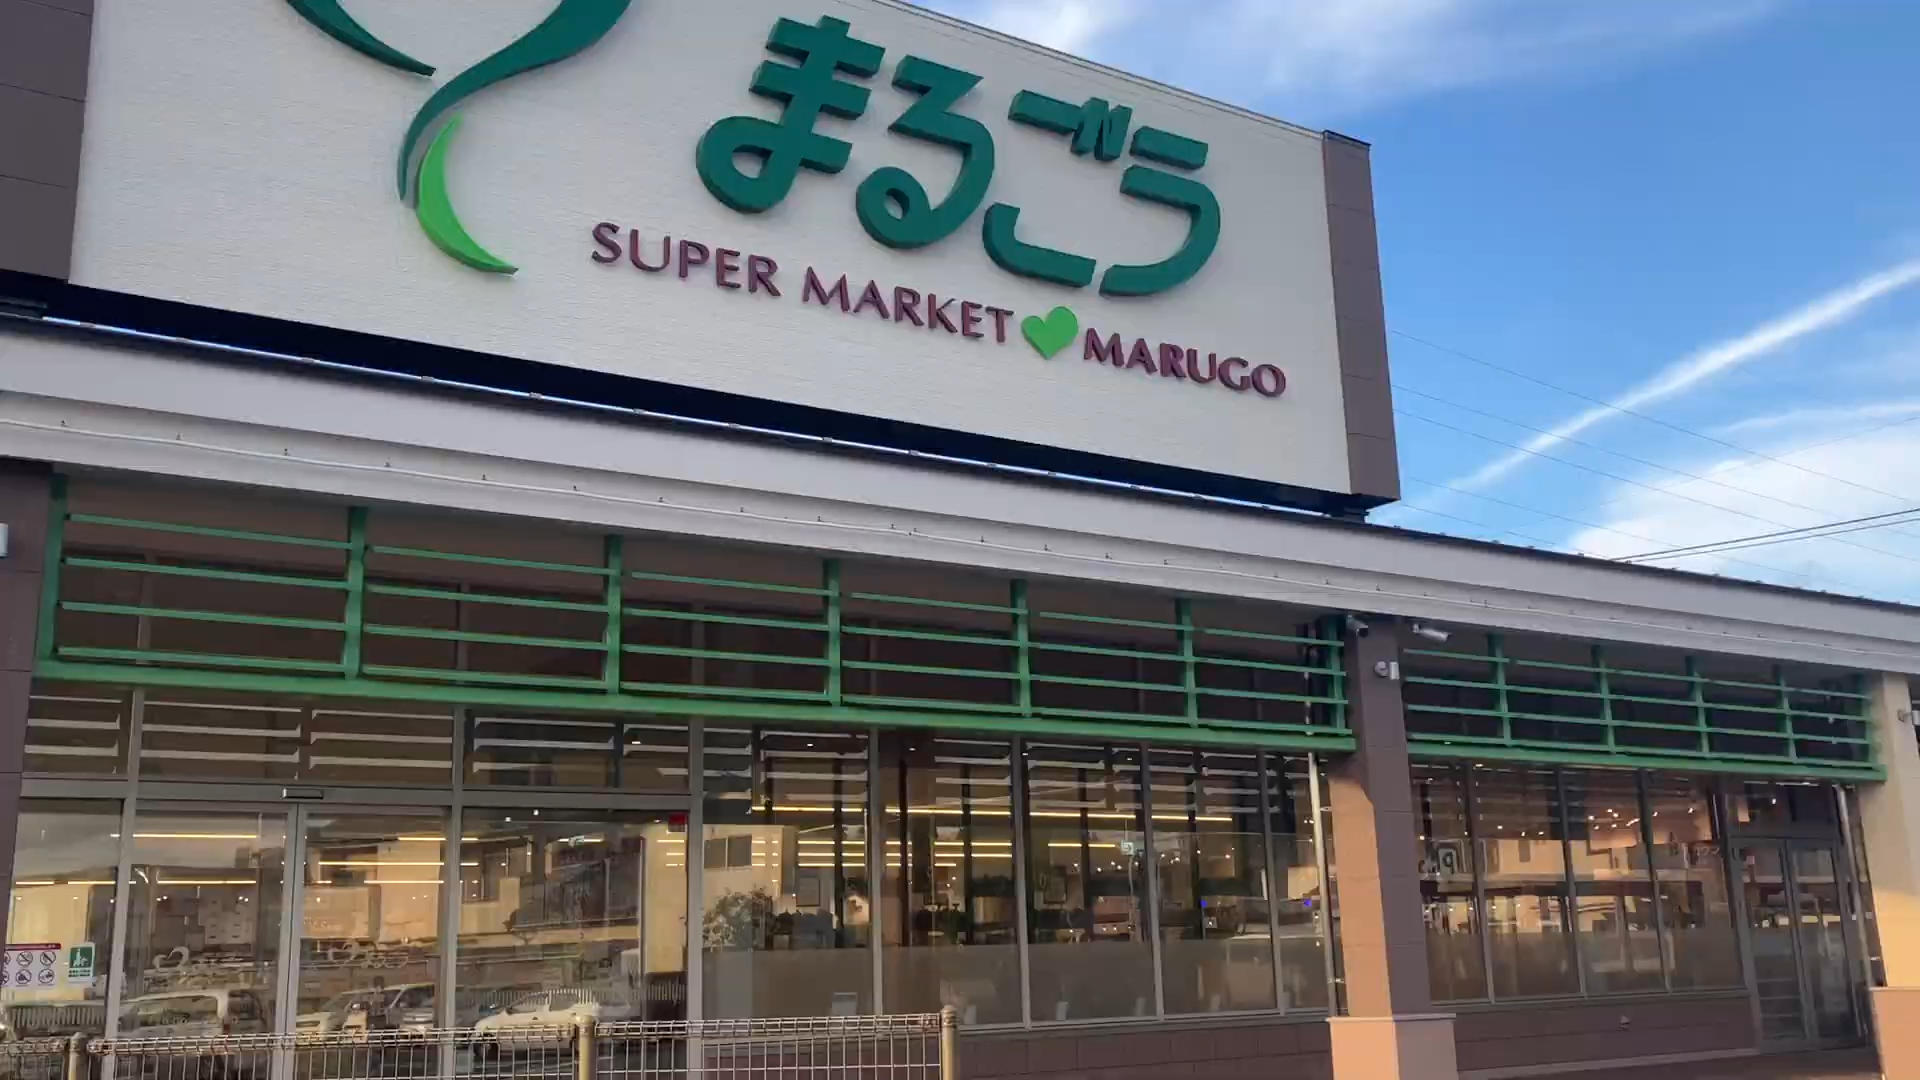 まるごう
SUPER MARKET MARUGO